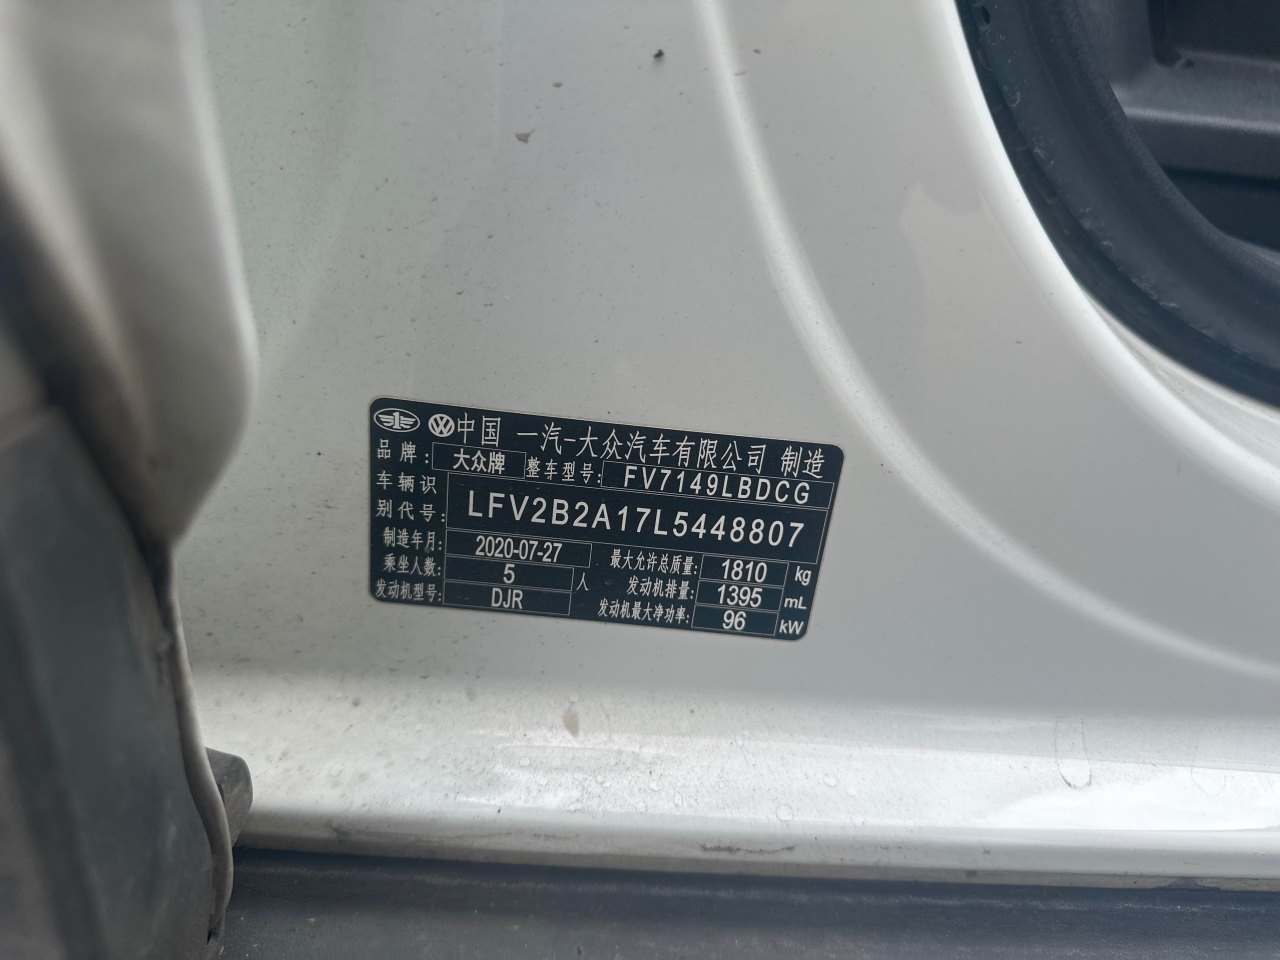 中国 一汽-大众汽车有限公司 制造
品牌: 大众牌 整车型号: FV7149LBDCG
车辆识别代号: LFV2B2A17L5448807
制造年月: 2020-07-27 最大允许总质量: 1810 kg
乘坐人数: 5 人 发动机排量: 1395 mL
发动机型号: DJR 发动机最大净功率: 96 kW